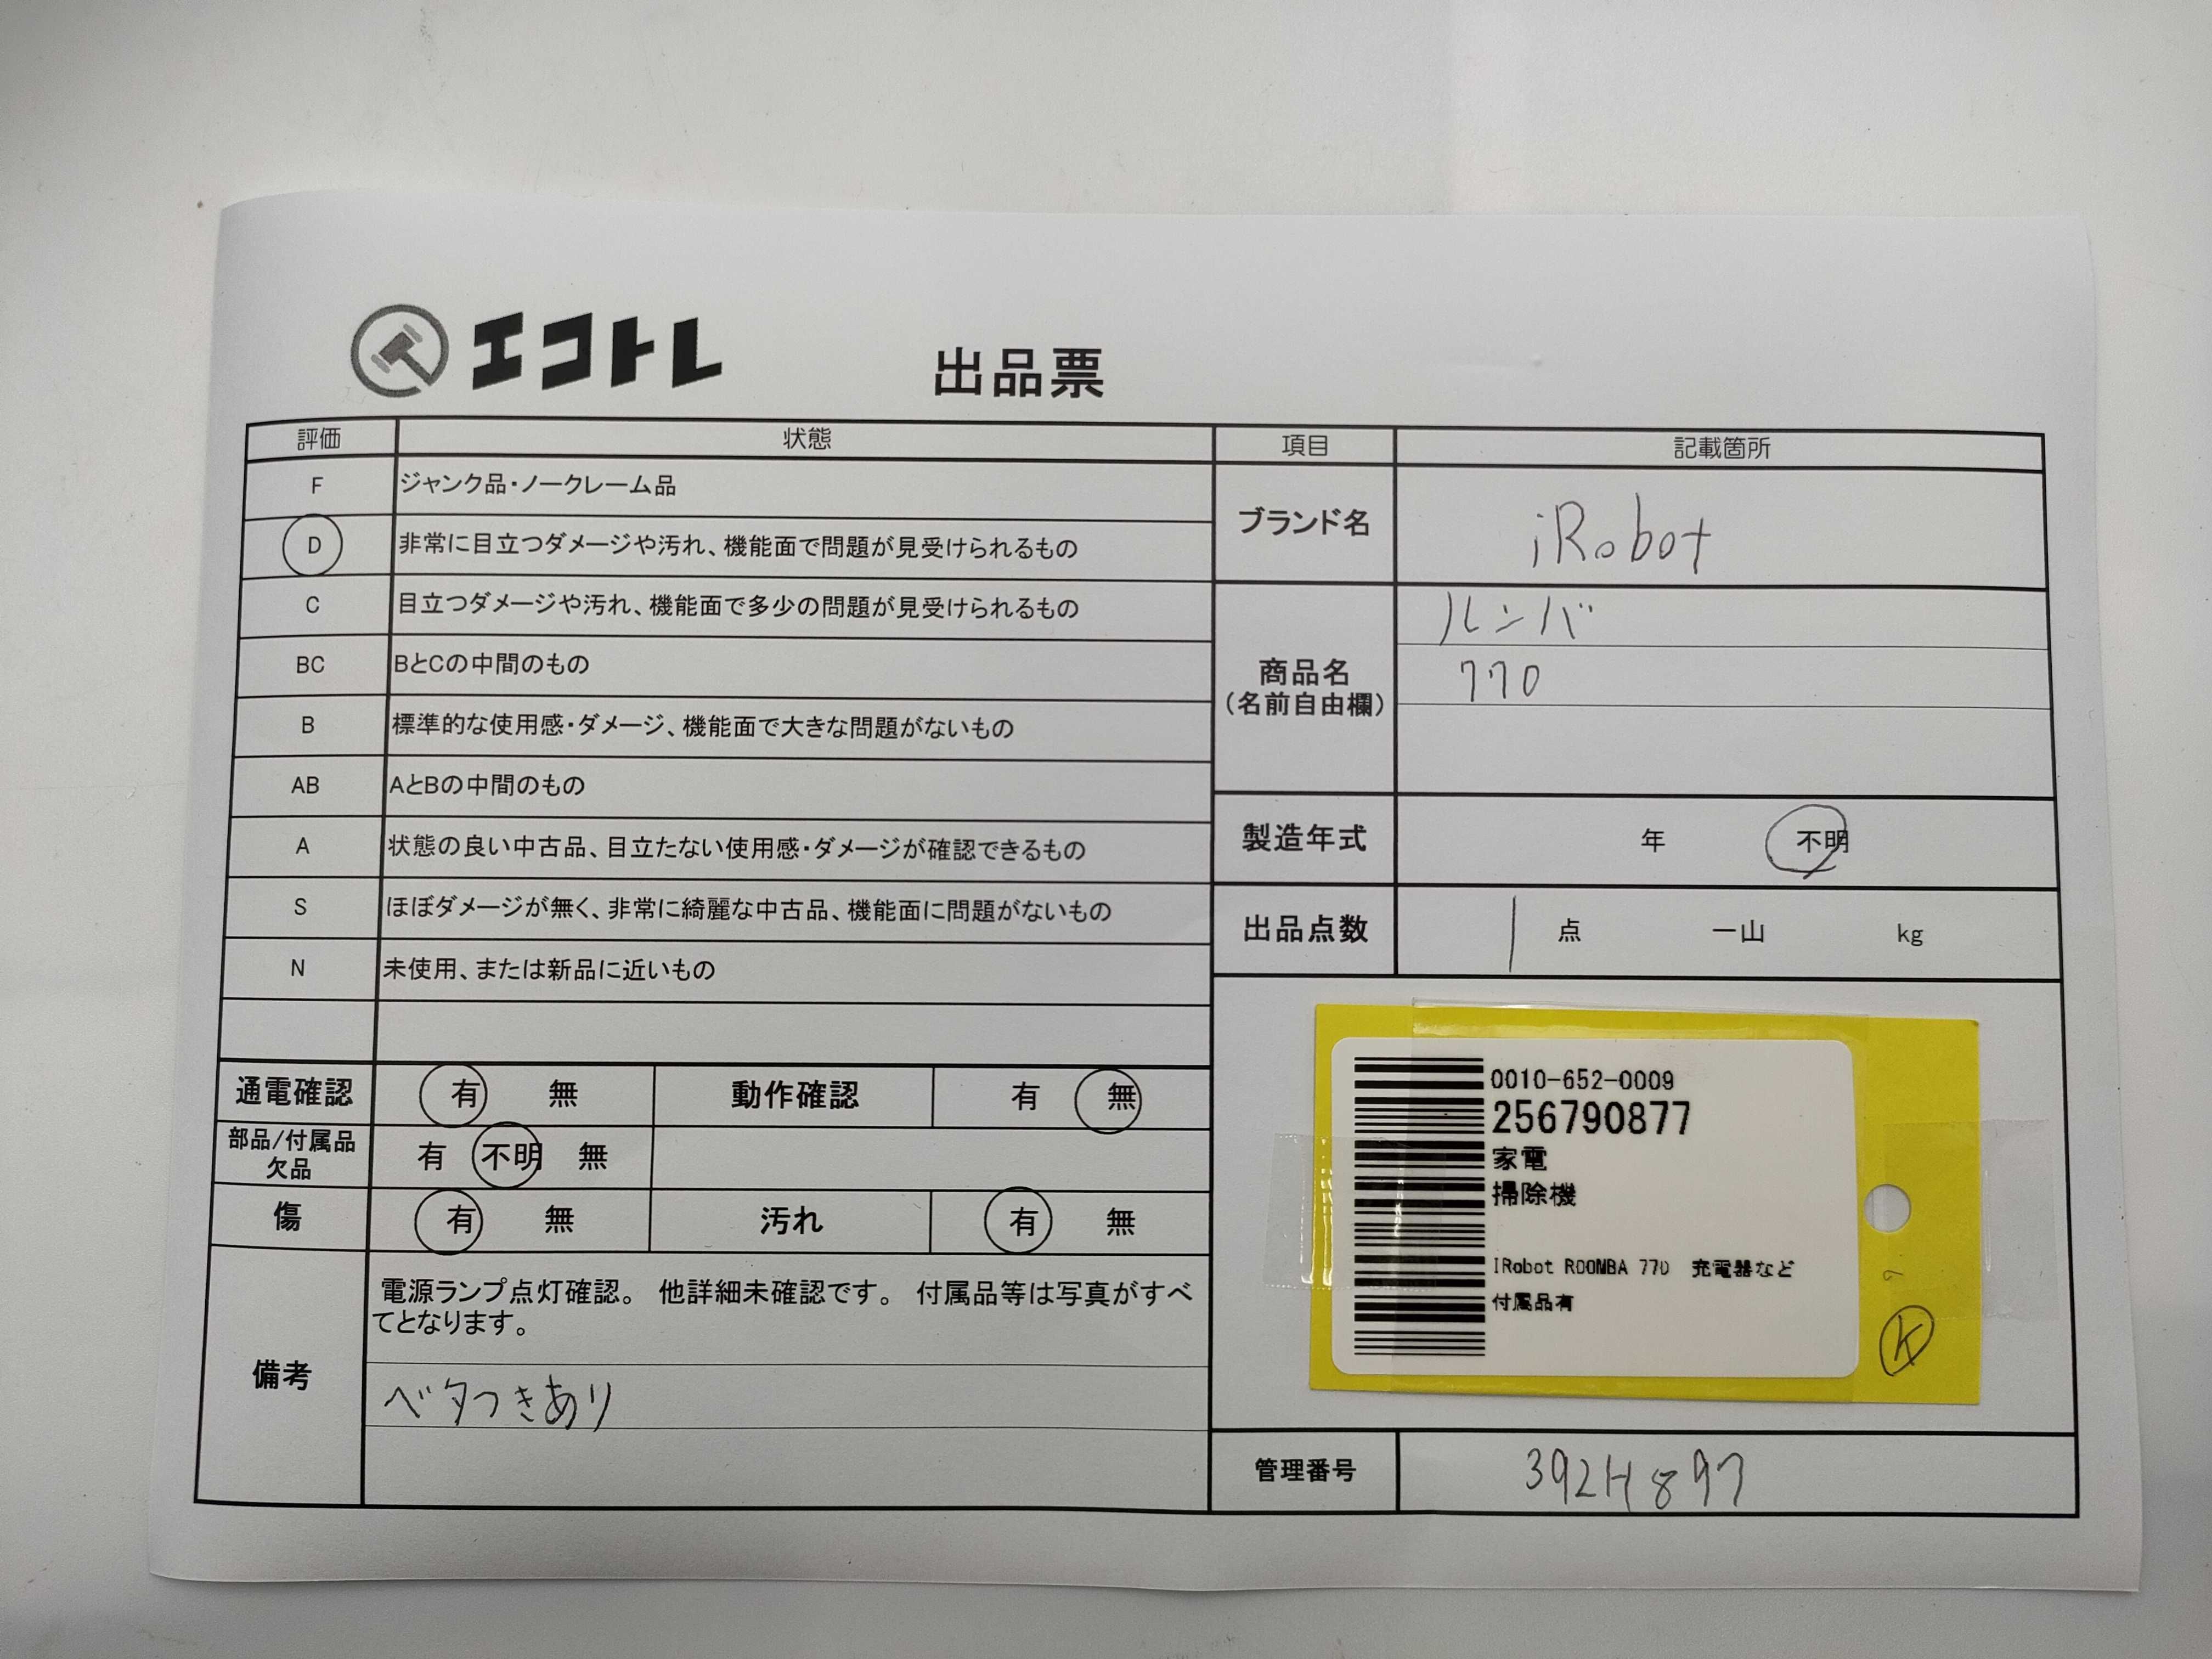 エコトレ
出品票
評価 状態
F ジャンク品・ノークレーム品
D 非常に目立つダメージや汚れ、機能面で問題が見受けられるもの
C 目立つダメージや汚れ、機能面で多少の問題が見受けられるもの
BC BとCの中間のもの
B 標準的な使用感・ダメージ、機能面で大きな問題がないもの
AB AとBの中間のもの
A 状態の良い中古品、目立たない使用感・ダメージが確認できるもの
S ほぼダメージが無く、非常に綺麗な中古品、機能面に問題がないもの
N 未使用、または新品に近いもの
通電確認 有 無 動作確認 有 無
部品/付属品
欠品 有 不明 無
傷 有 無 汚れ 有 無
備考
電源ランプ点灯確認。 他詳細未確認です。 付属品等は写真がすべ
てとなります。
ベタつきあり
項目 記載箇所
ブランド名 iRobot
商品名
(名前自由欄)
ルンバ
770
製造年式 年 不明
出品点数 1 点 一山 kg
0010-652-0009
256790877
家電
掃除機
IRobot ROOMBA 770 充電器など
付属品有
K
管理番号 392H897